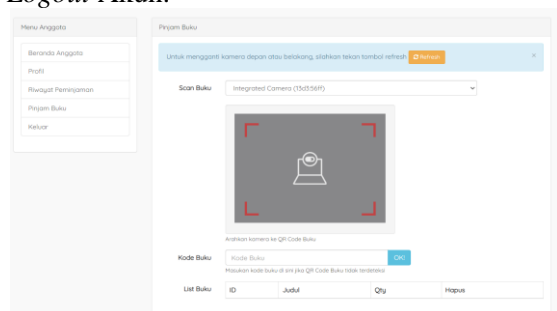 Logout Akun.
Menu Anggota
Beranda Anggota
Profil
Riwayat Peminjaman
Pinjam Buku
Keluar
Pinjam Buku
Untuk mengganti kamera depan atau belakang, silahkan tekan tombol refresh Refresh ×
Scan Buku
Integrated Camera (13d3:56ff)
Arahkan kamera ke QR Code Buku
Kode Buku
Kode Buku
OK!
Masukan kode buku di sini jika QR Code Buku tidak terdeteksi
List Buku
ID Judul Qty Hapus